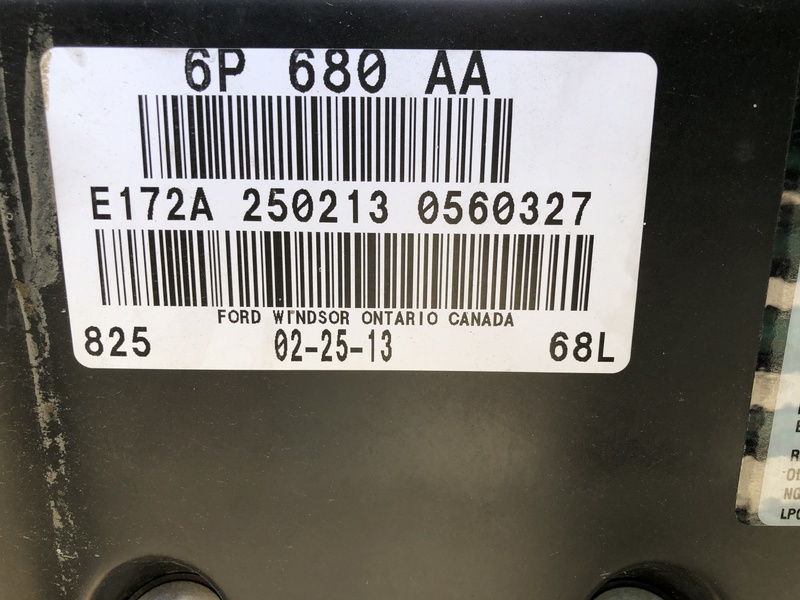 6P 680 AA
E172A 250213 0560327
FORD WINDSOR ONTARIO CANADA
825 02-25-13 68L